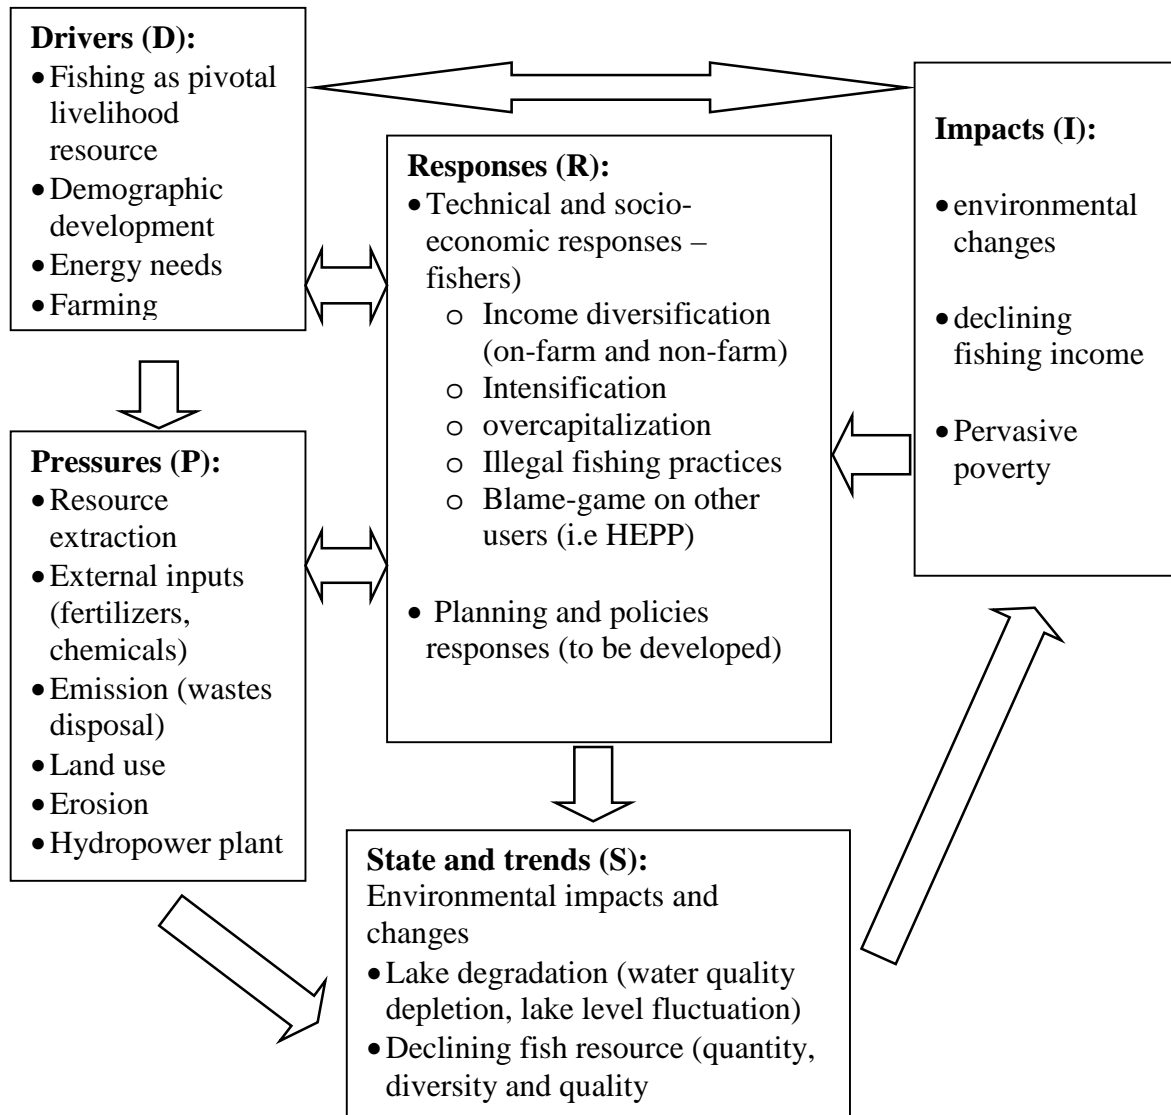 Drivers (D):
•Fishing as pivotal
livelihood
resource
•Demographic
development
•Energy needs
•Farming
Impacts (I):
•environmental
changes
•declining
fishing income
•Pervasive
poverty
Responses (R):
•Technical and socio-
economic responses –
fishers)
o Income diversification
(on-farm and non-farm)
o Intensification
o overcapitalization
o Illegal fishing practices
o Blame-game on other
users (i.e HEPP)
• Planning and policies
responses (to be developed)
Pressures (P):
•Resource
extraction
•External inputs
(fertilizers,
chemicals)
•Emission (wastes
disposal)
•Land use
•Erosion
•Hydropower plant
State and trends (S):
Environmental impacts and
changes
•Lake degradation (water quality
depletion, lake level fluctuation)
•Declining fish resource (quantity,
diversity and quality